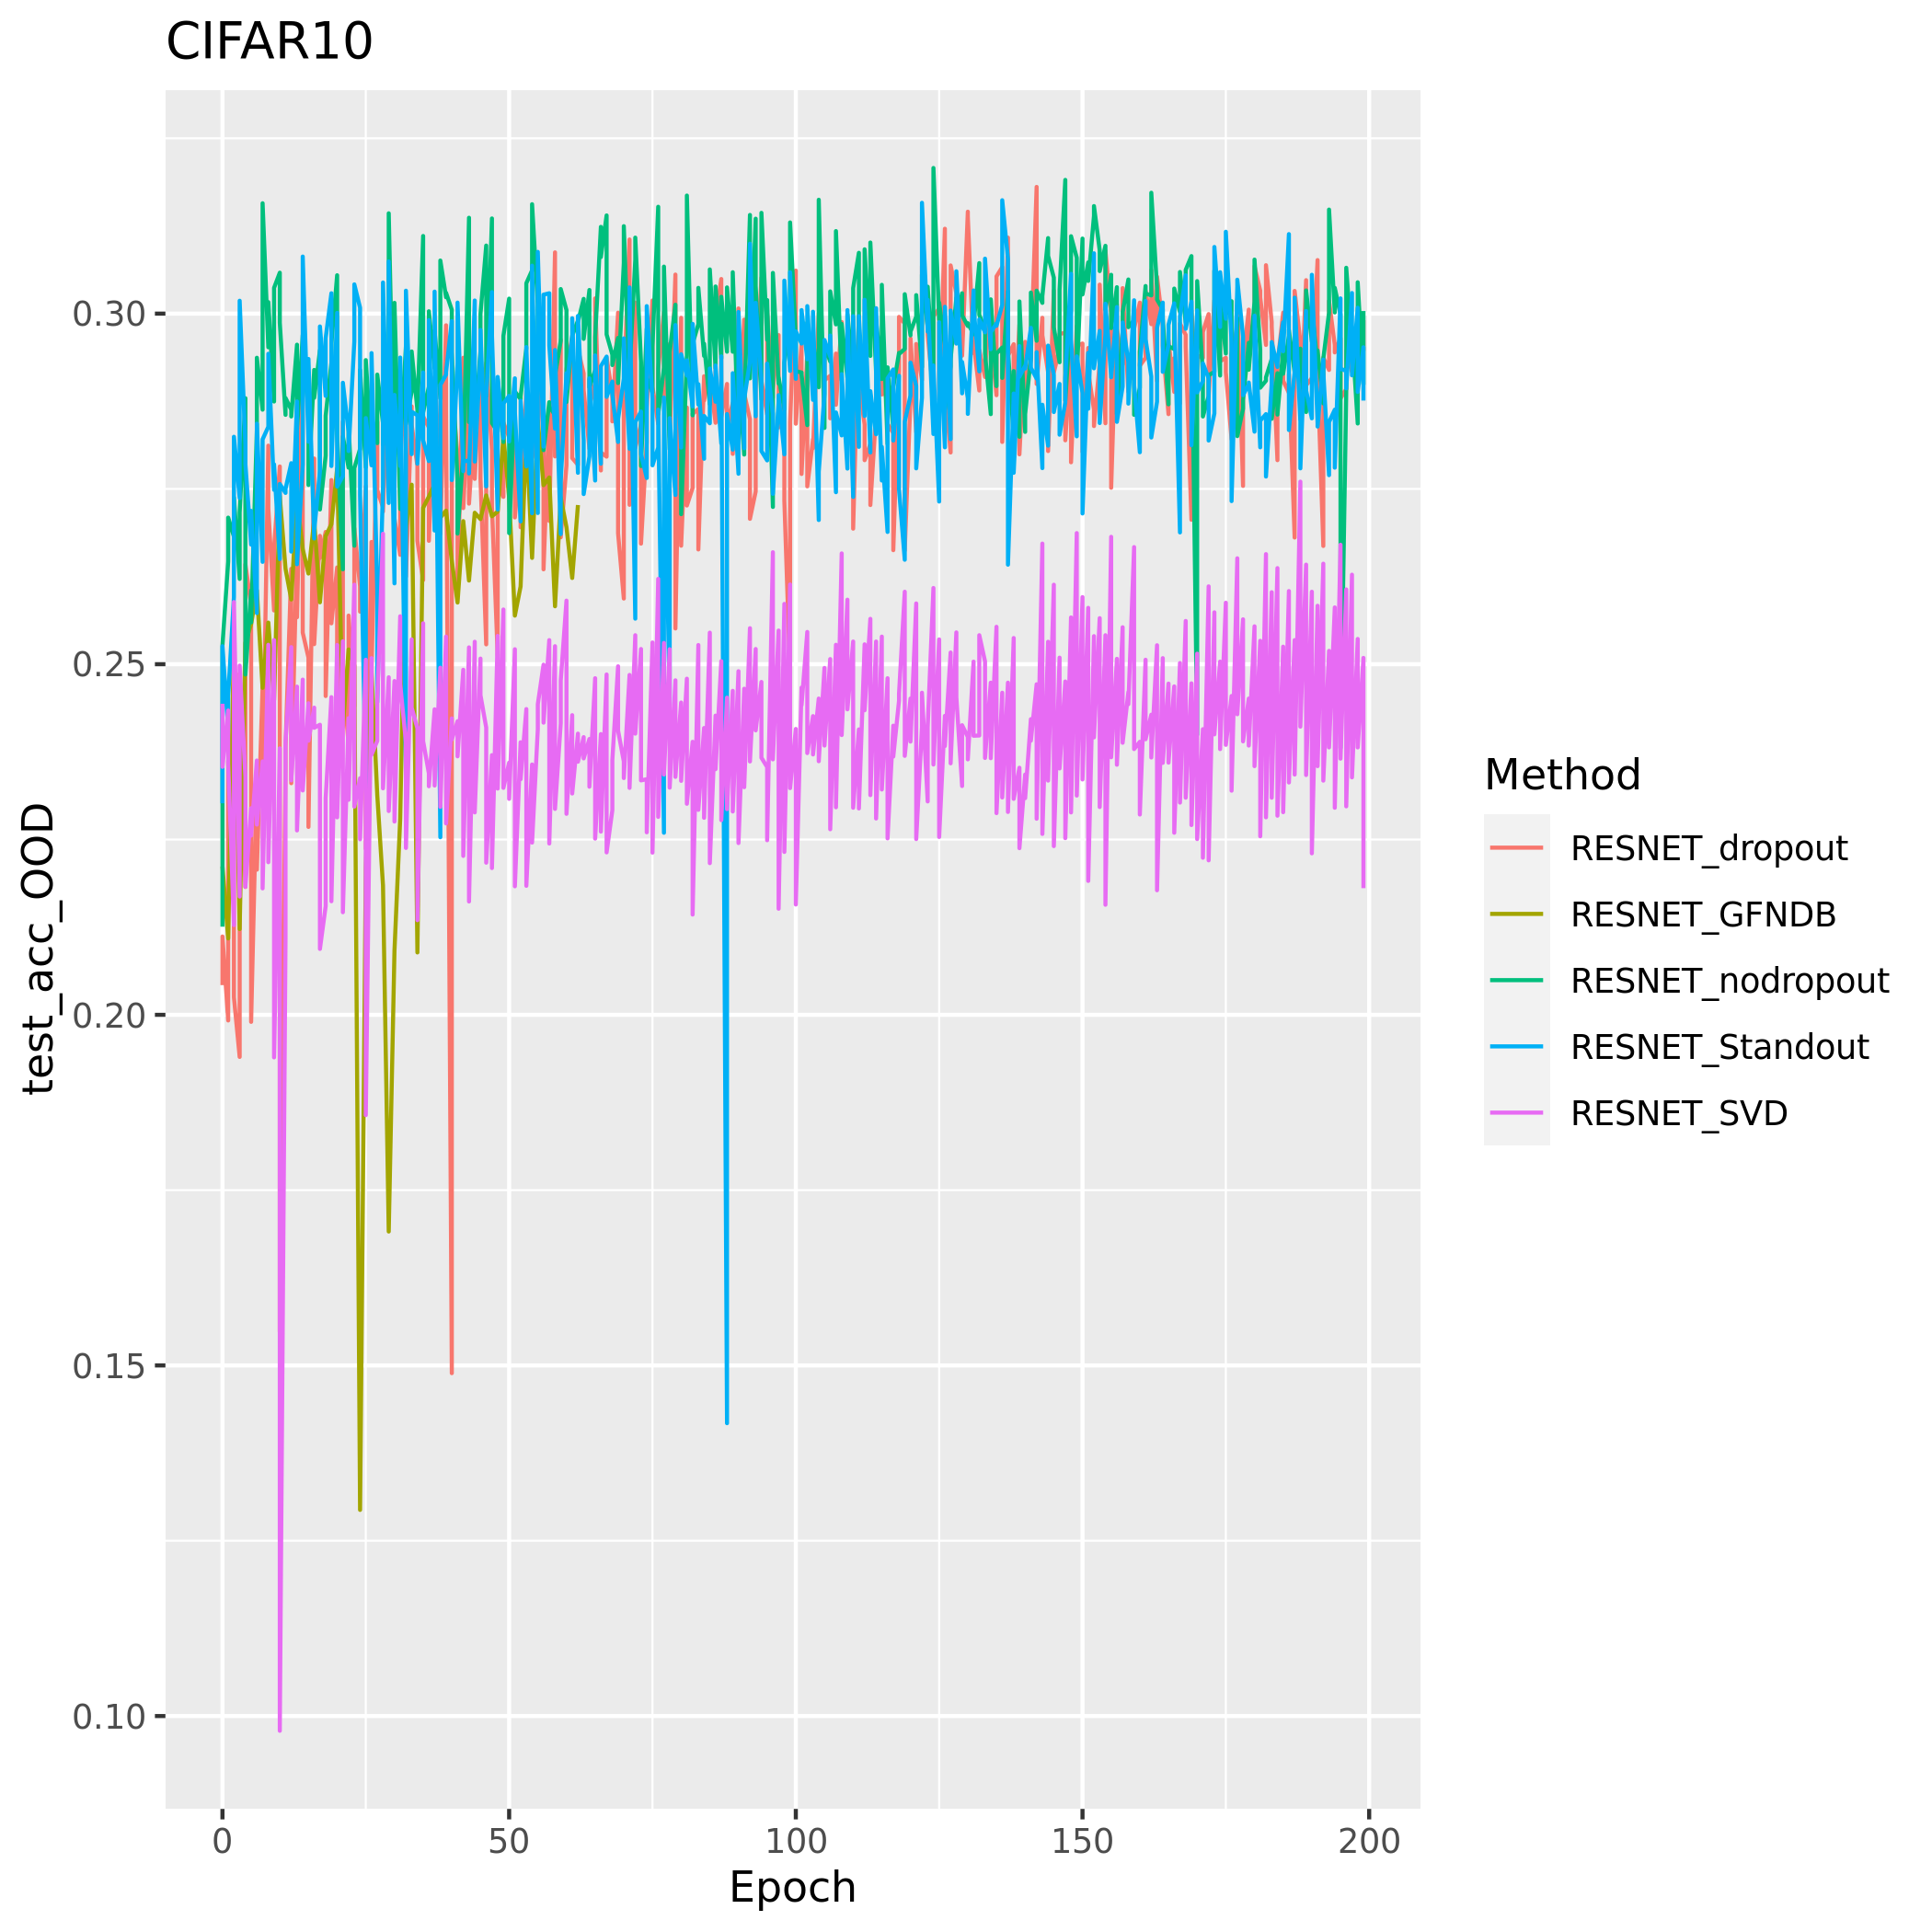 CIFAR10
test_acc_OOD
0.30
0.25
0.20
0.15
0.10
0 50 100 150 200
Epoch
Method
RESNET_dropout
RESNET_GFNDB
RESNET_nodropout
RESNET_Standout
RESNET_SVD